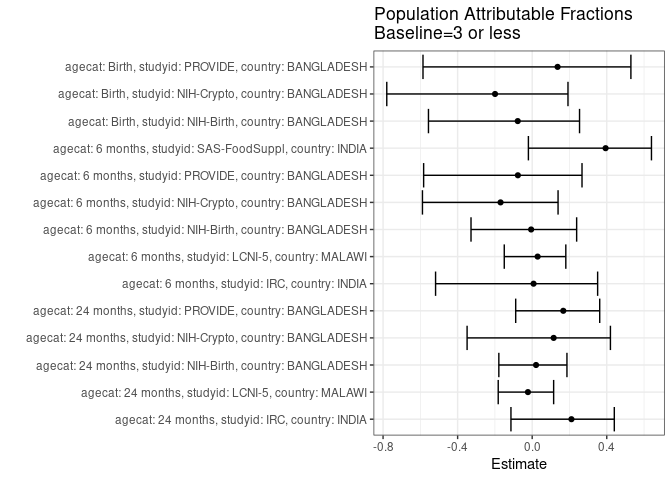 Population Attributable Fractions
Baseline=3 or less
agecat: Birth, studyid: PROVIDE, country: BANGLADESH
agecat: Birth, studyid: NIH-Crypto, country: BANGLADESH
agecat: Birth, studyid: NIH-Birth, country: BANGLADESH
agecat: 6 months, studyid: SAS-FoodSuppl, country: INDIA
agecat: 6 months, studyid: PROVIDE, country: BANGLADESH
agecat: 6 months, studyid: NIH-Crypto, country: BANGLADESH
agecat: 6 months, studyid: NIH-Birth, country: BANGLADESH
agecat: 6 months, studyid: LCNI-5, country: MALAWI
agecat: 6 months, studyid: IRC, country: INDIA
agecat: 24 months, studyid: PROVIDE, country: BANGLADESH
agecat: 24 months, studyid: NIH-Crypto, country: BANGLADESH
agecat: 24 months, studyid: NIH-Birth, country: BANGLADESH
agecat: 24 months, studyid: LCNI-5, country: MALAWI
agecat: 24 months, studyid: IRC, country: INDIA
-0.8 -0.4 0.0 0.4
Estimate